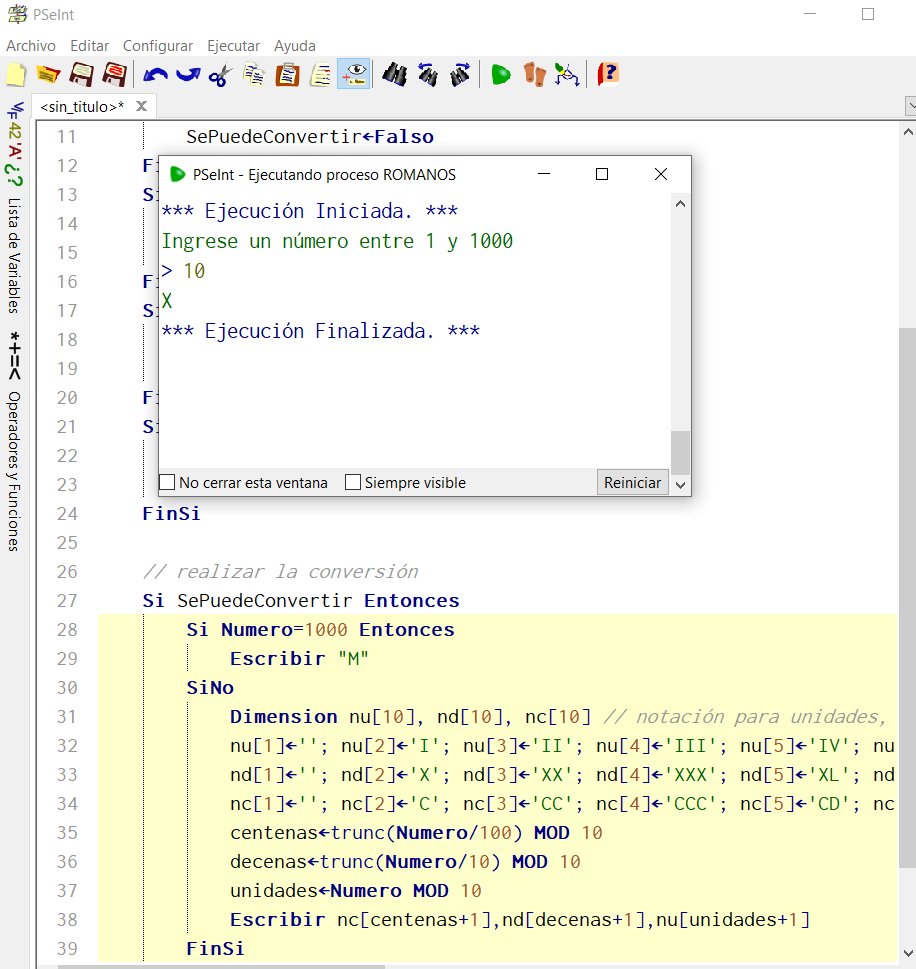 PSeInt
Archivo Editar Configurar Ejecutar Ayuda
<sin_titulo>* X
Lista de Variables
*+=<
Operadores y Funciones
11 SePuedeConvertir←Falso
12
13
14
15
16
17
18
19
20
21
22
23
PSeInt - Ejecutando proceso ROMANOS
*** Ejecución Iniciada. ***
Ingrese un número entre 1 y 1000
> 10
X
*** Ejecución Finalizada. ***
No cerrar esta ventana Siempre visible Reiniciar
24 FinSi
25
26 // realizar la conversión
27 Si SePuedeConvertir Entonces
28 Si Numero=1000 Entonces
29 Escribir "M"
30 SiNo
31 Dimension nu[10], nd[10], nc[10] // notación para unidades,
32 nu[1]←''; nu[2]←'I'; nu[3]←'II'; nu[4]←'III'; nu[5]←'IV'; nu
33 nd[1]←''; nd[2]←'X'; nd[3]←'XX'; nd[4]←'XXX'; nd[5]←'XL'; nd
34 nc[1]←''; nc[2]←'C'; nc[3]←'CC'; nc[4]←'CCC'; nc[5]←'CD'; nc
35 centenas←trunc(Numero/100) MOD 10
36 decenas←trunc(Numero/10) MOD 10
37 unidades←Numero MOD 10
38 Escribir nc[centenas+1],nd[decenas+1],nu[unidades+1]
39 FinSi